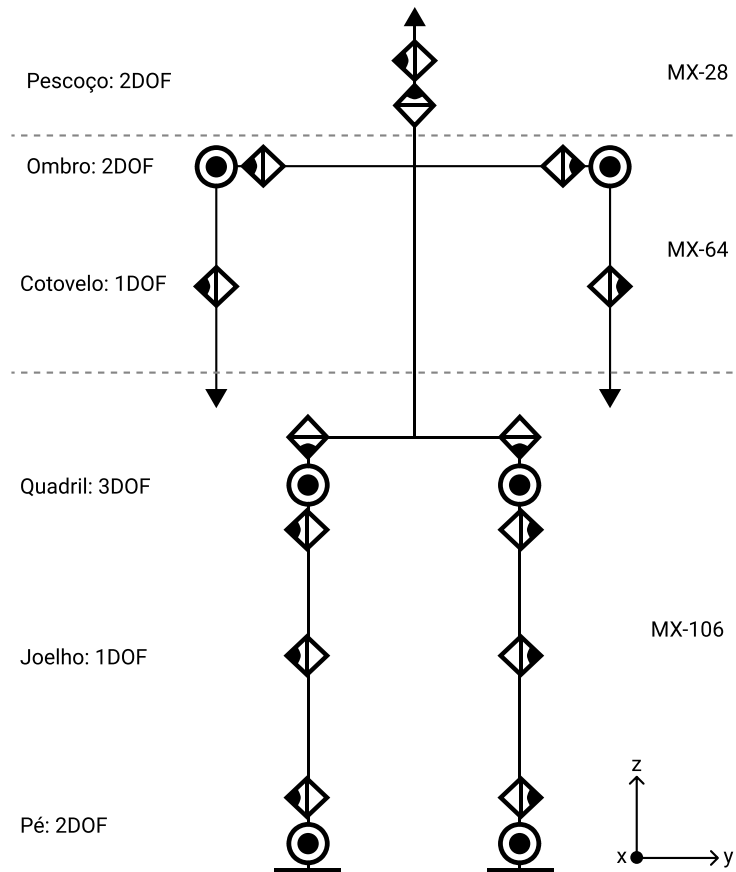 Pescoço: 2DOF
MX-28
Ombro: 2DOF
MX-64
Cotovelo: 1DOF
Quadril: 3DOF
MX-106
Joelho: 1DOF
z
Pé: 2DOF
x
y